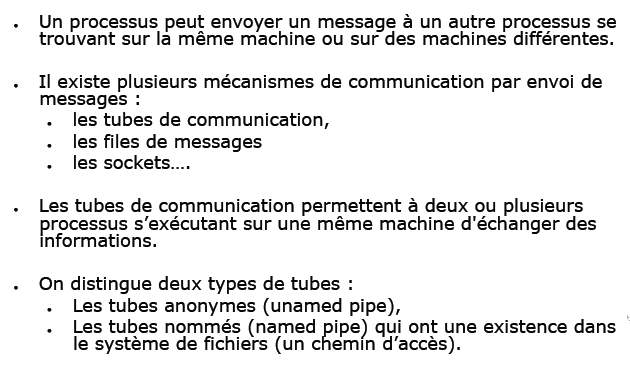 • Un processus peut envoyer un message à un autre processus se
trouvant sur la même machine ou sur des machines différentes.
• Il existe plusieurs mécanismes de communication par envoi de
messages :
• les tubes de communication,
• les files de messages
• les sockets....
• Les tubes de communication permettent à deux ou plusieurs
processus s’exécutant sur une même machine d'échanger des
informations.
• On distingue deux types de tubes :
• Les tubes anonymes (unamed pipe),
• Les tubes nommés (named pipe) qui ont une existence dans
le système de fichiers (un chemin d’accès).